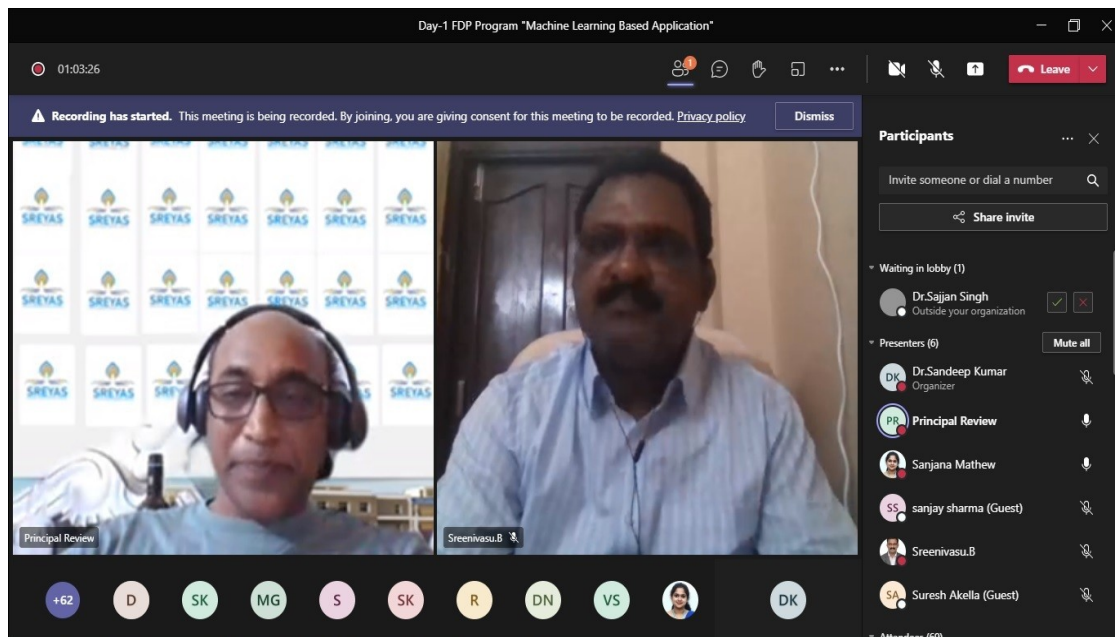 Day-1 FDP Program "Machine Learning Based Application"
01:03:26
1
Leave
Recording has started. This meeting is being recorded. By joining, you are giving consent for this meeting to be recorded. Privacy policy
Dismiss
SREYAS SREYAS SREYAS SREYAS SREYAS SREYAS SREYAS
SREYAS SREYAS SREYAS SREYAS SREYAS SREYAS SREYAS
SREYAS SREYAS SREYAS
Principal Review
Sreenivasu.B
+62
D
SK
MG
S
SK
R
DN
VS
DK
Participants
Invite someone or dial a number
Share invite
Waiting in lobby (1)
Dr.Sajjan Singh
Outside your organization
Presenters (6)
Mute all
DK
Dr.Sandeep Kumar
Organizer
PR
Principal Review
Sanjana Mathew
SS
sanjay sharma (Guest)
Sreenivasu.B
SA
Suresh Akella (Guest)